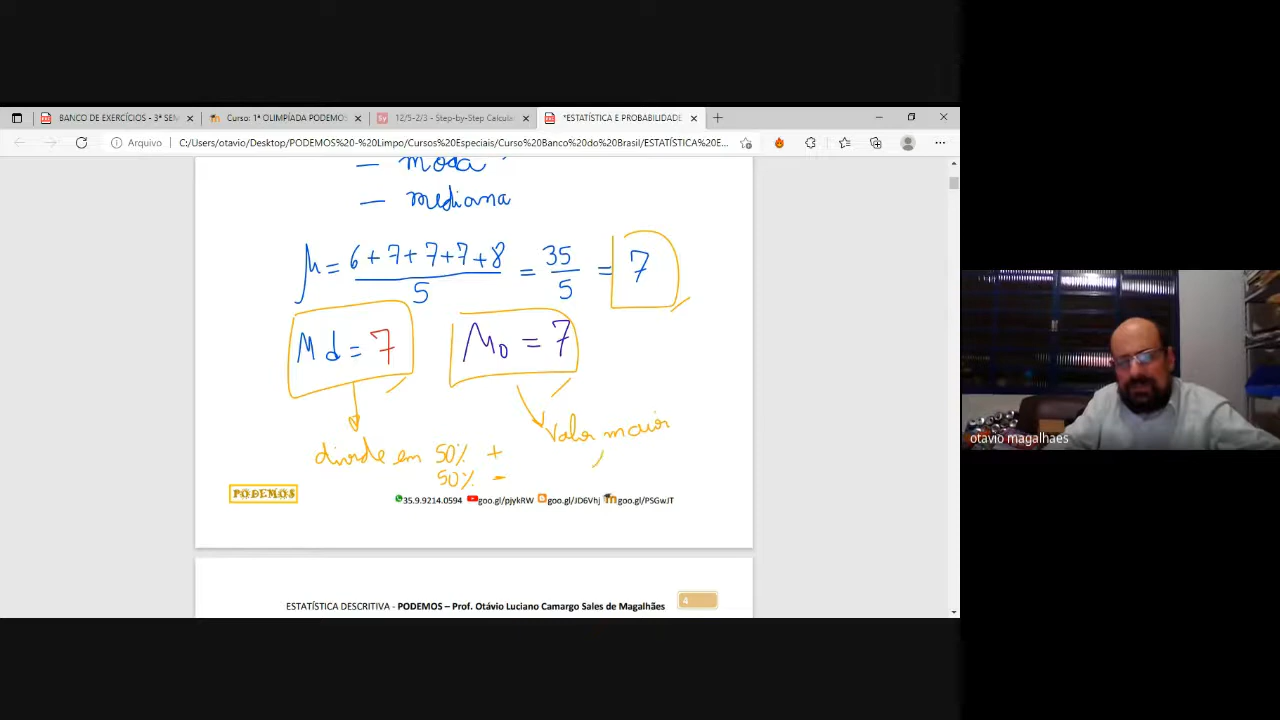 BANCO DE EXERCÍCIOS - 3ª SEM
Curso: 1ª OLIMPÍADA PODEMOS
Sy 12/5-2/3 - Step-by-Step Calcula
*ESTATÍSTICA E PROBABILIDADE
Arquivo
C:/Users/otavio/Desktop/PODEMOS%20-%20Limpo/Cursos%20Especiais/Curso%20Banco%20do%20Brasil/ESTATÍSTICA%20E...
- moda
- mediana
μ = 6+7+7+7+8 / 5 = 35/5 = 7
Md = 7
Mo = 7
valor maior
divide em 50% +
50% -
PODEMOS
35.9.9214.0594 goo.gl/pjykRW goo.gl/JD6Vhj goo.gl/PSGwJT
ESTATÍSTICA DESCRITIVA - PODEMOS – Prof. Otávio Luciano Camargo Sales de Magalhães
4
otavio magalhaes